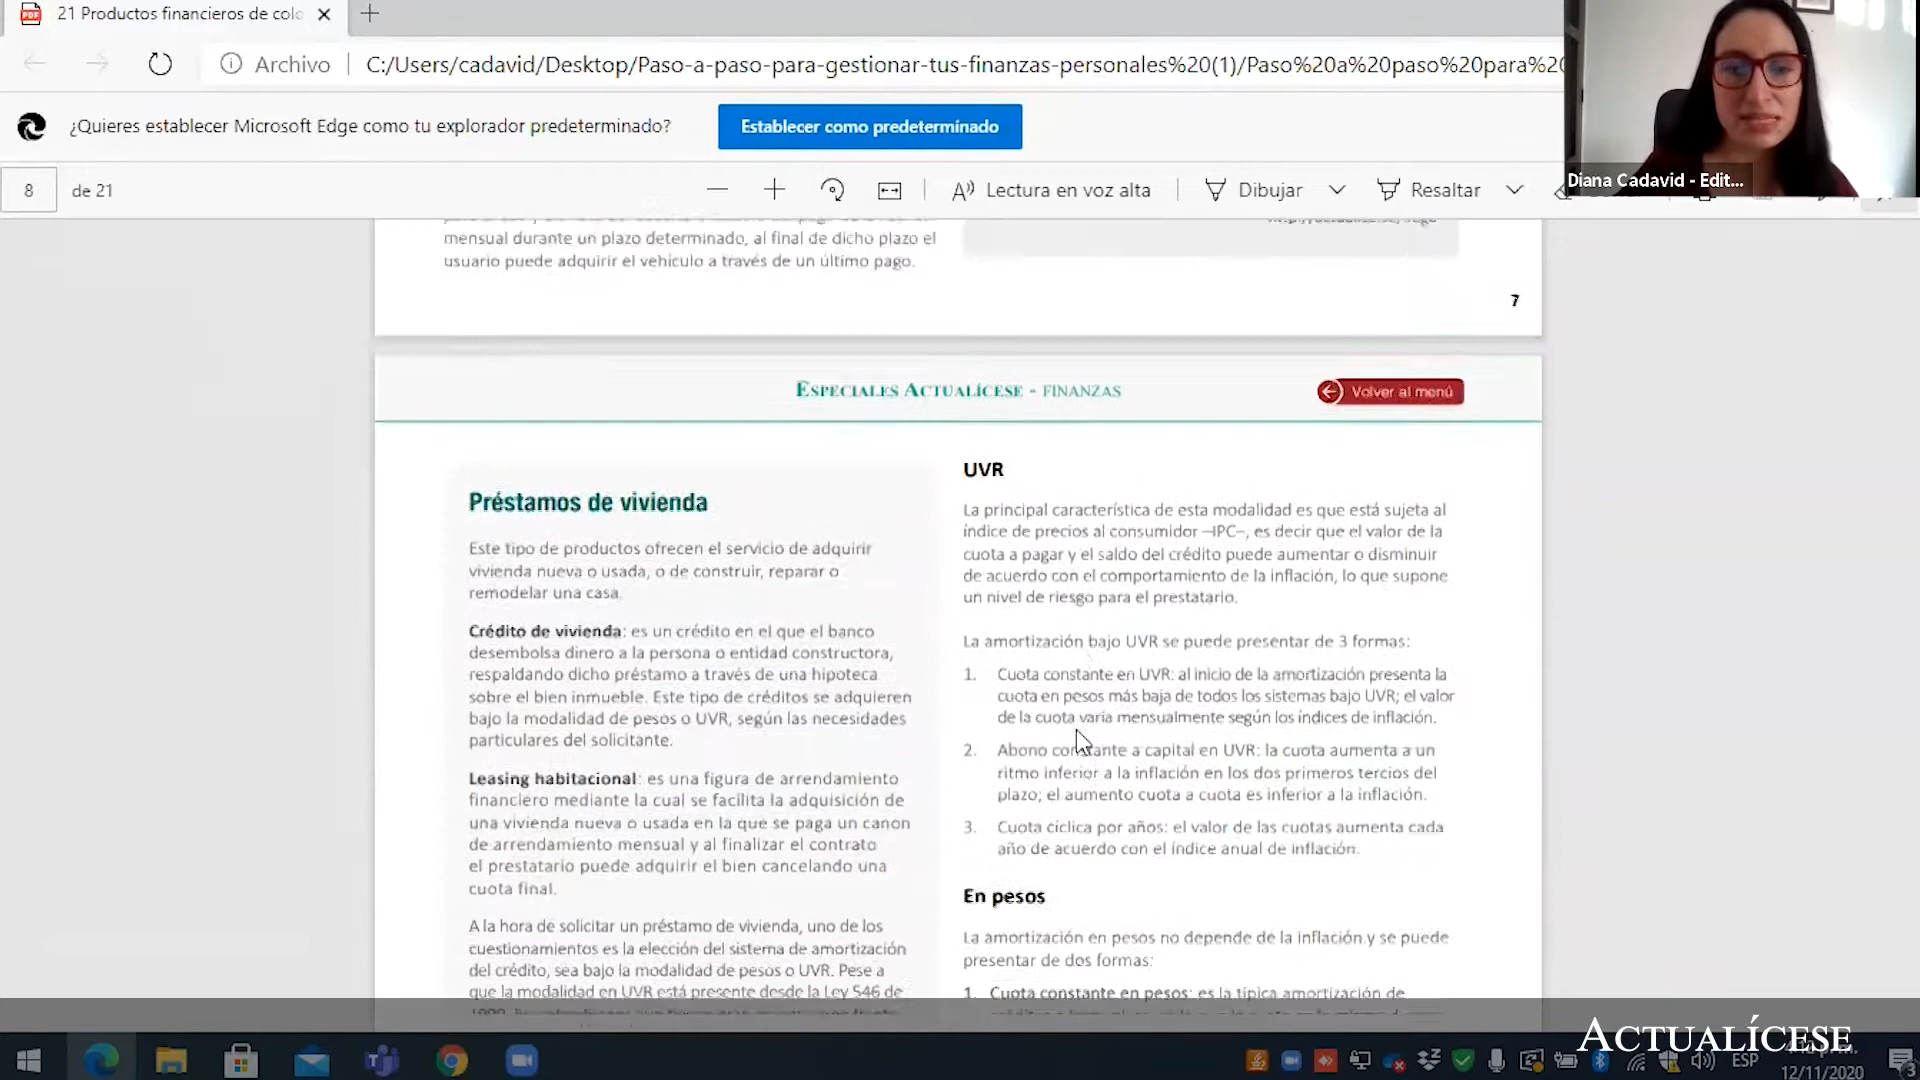 21 Productos financieros de colo
Archivo
C:/Users/cadavid/Desktop/Paso-a-paso-para-gestionar-tus-finanzas-personales%20(1)/Paso%20a%20paso%20para%20
¿Quieres establecer Microsoft Edge como tu explorador predeterminado?
Establecer como predeterminado
Diana Cadavid - Edit...
8 de 21
Lectura en voz alta
Dibujar
Resaltar
mensual durante un plazo determinado, al final de dicho plazo el
usuario puede adquirir el vehículo a través de un último pago.
7
ESPECIALES ACTUALÍCESE - FINANZAS
Volver al menú
Préstamos de vivienda
Este tipo de productos ofrecen el servicio de adquirir
vivienda nueva o usada, o de construir, reparar o
remodelar una casa.
Crédito de vivienda: es un crédito en el que el banco
desembolsa dinero a la persona o entidad constructora,
respaldando dicho préstamo a través de una hipoteca
sobre el bien inmueble. Este tipo de créditos se adquieren
bajo la modalidad de pesos o UVR, según las necesidades
particulares del solicitante.
Leasing habitacional: es una figura de arrendamiento
financiero mediante la cual se facilita la adquisición de
una vivienda nueva o usada en la que se paga un canon
de arrendamiento mensual y al finalizar el contrato
el prestatario puede adquirir el bien cancelando una
cuota final.
A la hora de solicitar un préstamo de vivienda, uno de los
cuestionamientos es la elección del sistema de amortización
del crédito, sea bajo la modalidad de pesos o UVR. Pese a
que la modalidad en UVR está presente desde la Ley 546 de
UVR
La principal característica de esta modalidad es que está sujeta al
índice de precios al consumidor –IPC–, es decir que el valor de la
cuota a pagar y el saldo del crédito puede aumentar o disminuir
de acuerdo con el comportamiento de la inflación, lo que supone
un nivel de riesgo para el prestatario.
La amortización bajo UVR se puede presentar de 3 formas:
1. Cuota constante en UVR: al inicio de la amortización presenta la
cuota en pesos más baja de todos los sistemas bajo UVR; el valor
de la cuota varía mensualmente según los índices de inflación.
2. Abono constante a capital en UVR: la cuota aumenta a un
ritmo inferior a la inflación en los dos primeros tercios del
plazo; el aumento cuota a cuota es inferior a la inflación.
3. Cuota cíclica por años: el valor de las cuotas aumenta cada
año de acuerdo con el índice anual de inflación.
En pesos
La amortización en pesos no depende de la inflación y se puede
presentar de dos formas:
1. Cuota constante en pesos: es la típica amortización de
ACTUALÍCESE
ESP
12/11/2020
3